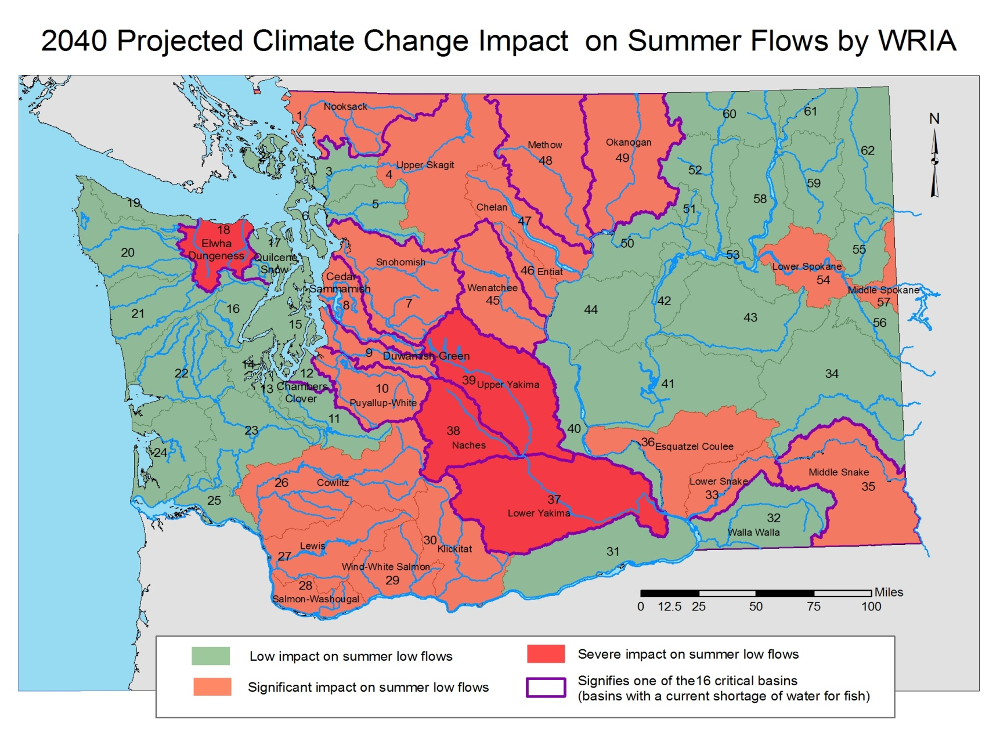 2040 Projected Climate Change Impact on Summer Flows by WRIA
N
1
Nooksack
60
61
2
3
4
Upper Skagit
Methow
48
Okanogan
49
62
52
59
58
19
5
6
51
Chelan
47
50
18
Elwha
Dungeness
17
Quilcene
Snow
20
53
55
Snohomish
7
Cedar
Sammamish
8
46 Entiat
Wenatchee
45
Lower Spokane
54
Middle Spokane
57
56
44
42
43
21
16
15
9
Duwamish-Green
14
22
12
13
Chambers
Clover
10
Puyallup-White
39
Upper Yakima
41
34
11
23
38
Naches
40
36
Esquatzel Coulee
24
26
Cowlitz
Lower Snake
33
Middle Snake
35
25
37
Lower Yakima
32
Walla Walla
30
Klickitat
31
Lewis
27
Wind-White Salmon
29
28
Salmon-Washougal
Miles
0 12.5 25 50 75 100
Low impact on summer low flows
Significant impact on summer low flows
Severe impact on summer low flows
Signifies one of the16 critical basins
(basins with a current shortage of water for fish)